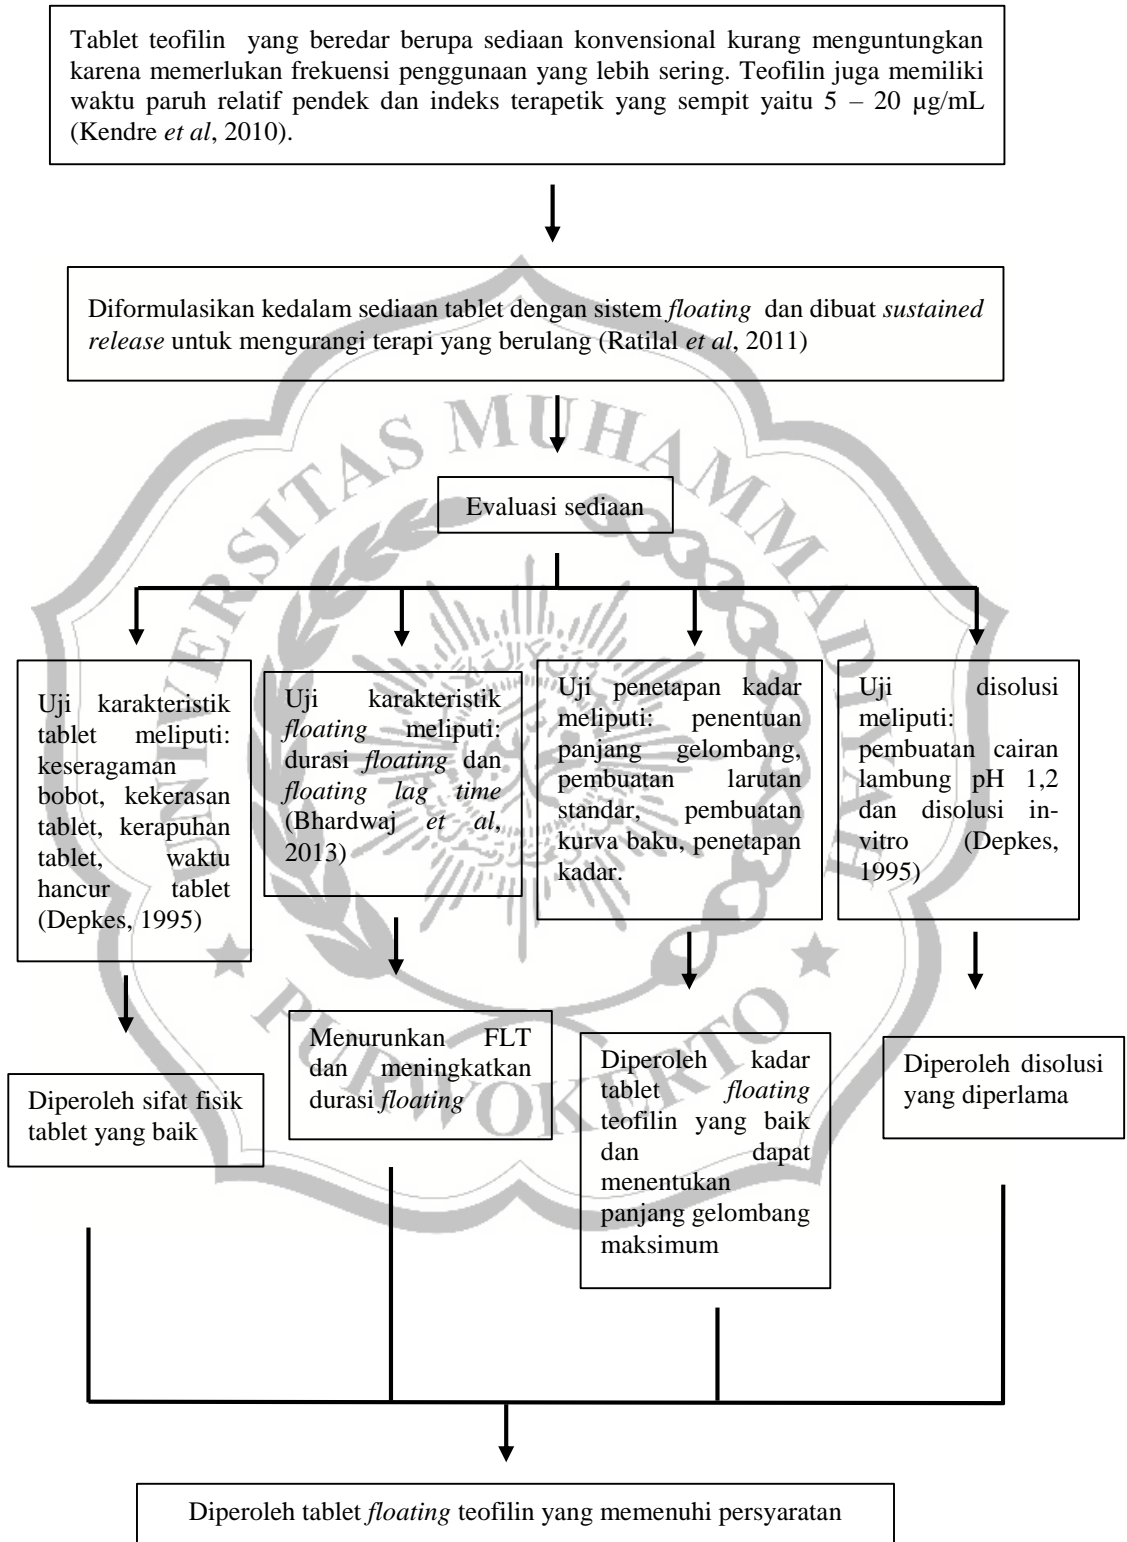 Tablet teofilin yang beredar berupa sediaan konvensional kurang menguntungkan
karena memerlukan frekuensi penggunaan yang lebih sering. Teofilin juga memiliki
waktu paruh relatif pendek dan indeks terapetik yang sempit yaitu 5 – 20 µg/mL
(Kendre et al, 2010).
Diformulasikan kedalam sediaan tablet dengan sistem floating dan dibuat sustained
release untuk mengurangi terapi yang berulang (Ratilal et al, 2011)
Evaluasi sediaan
Uji karakteristik
tablet meliputi:
keseragaman
bobot, kekerasan
tablet, kerapuhan
tablet, waktu
hancur tablet
(Depkes, 1995)
Uji karakteristik
floating meliputi:
durasi floating dan
floating lag time
(Bhardwaj et al,
2013)
Uji penetapan kadar
meliputi: penentuan
panjang gelombang,
pembuatan larutan
standar, pembuatan
kurva baku, penetapan
kadar.
Uji disolusi
meliputi:
pembuatan cairan
lambung pH 1,2
dan disolusi in-
vitro (Depkes,
1995)
Diperoleh sifat fisik
tablet yang baik
Menurunkan FLT
dan meningkatkan
durasi floating
Diperoleh kadar
tablet floating
teofilin yang baik
dan dapat
menentukan
panjang gelombang
maksimum
Diperoleh disolusi
yang diperlama
Diperoleh tablet floating teofilin yang memenuhi persyaratan
UNIVERSITAS MUHAMMADIYAH
PURWOKERTO